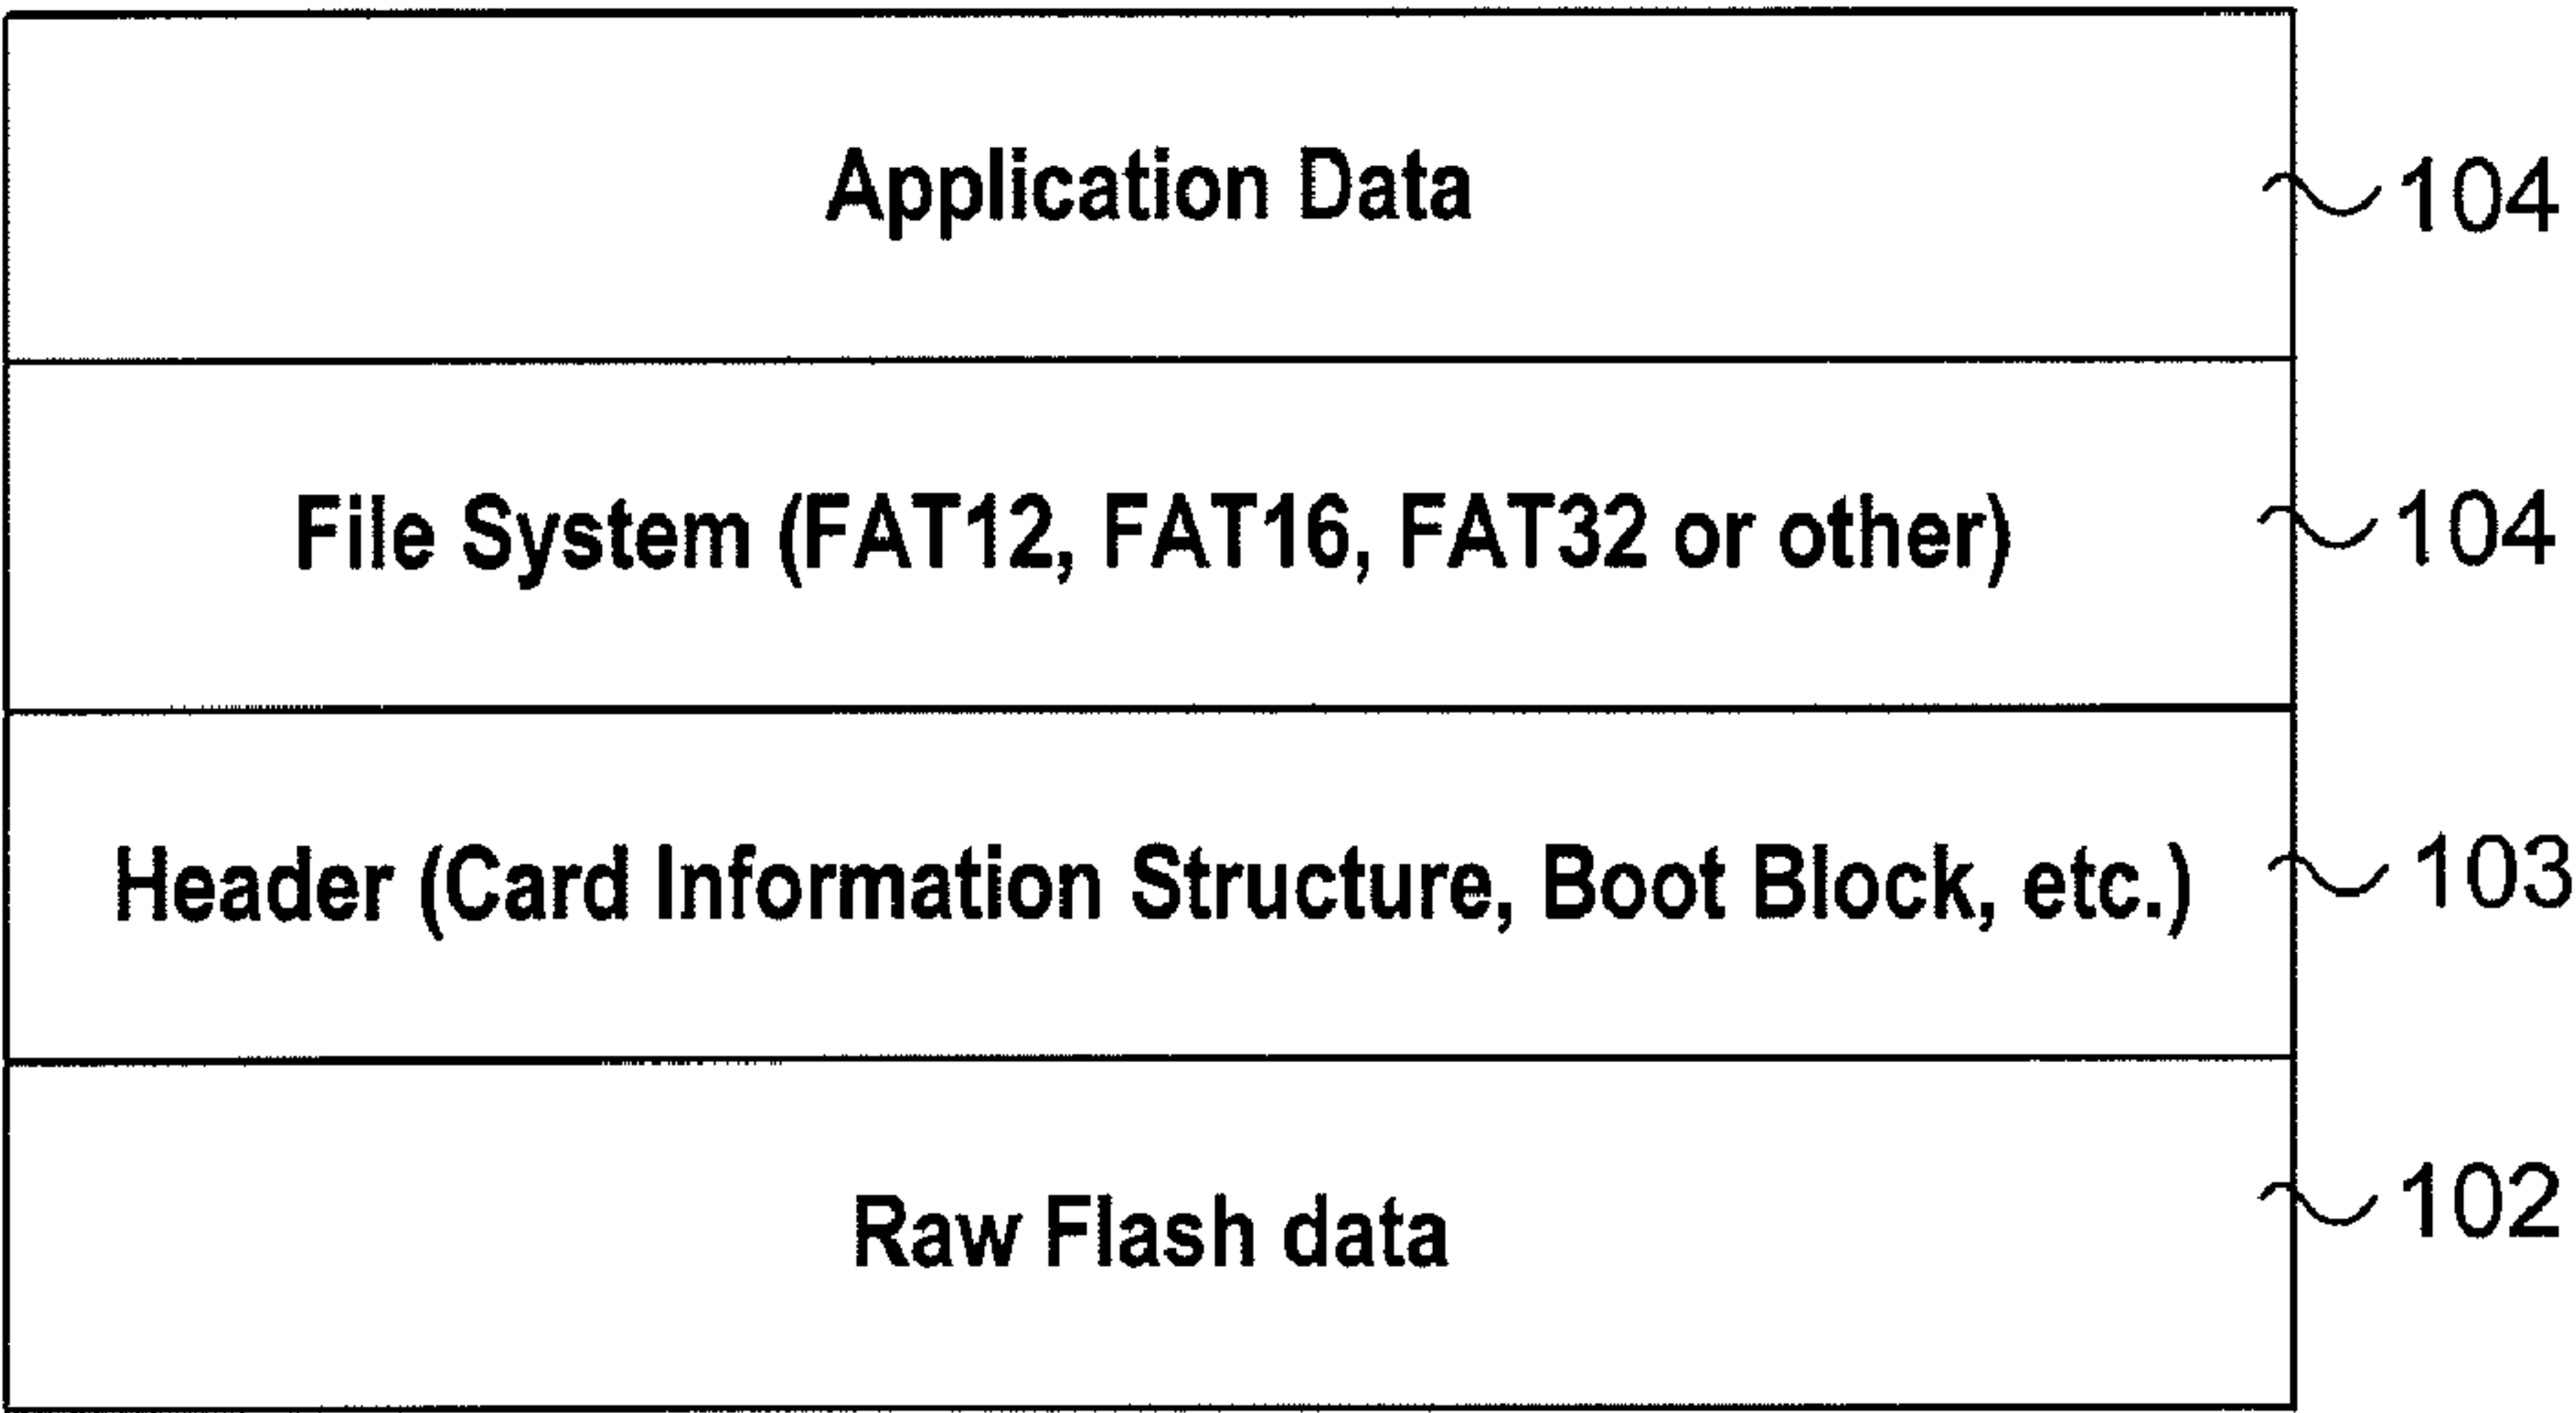 Application Data 104
File System (FAT12, FAT16, FAT32 or other) 104
Header (Card Information Structure, Boot Block, etc.) 103
Raw Flash data 102